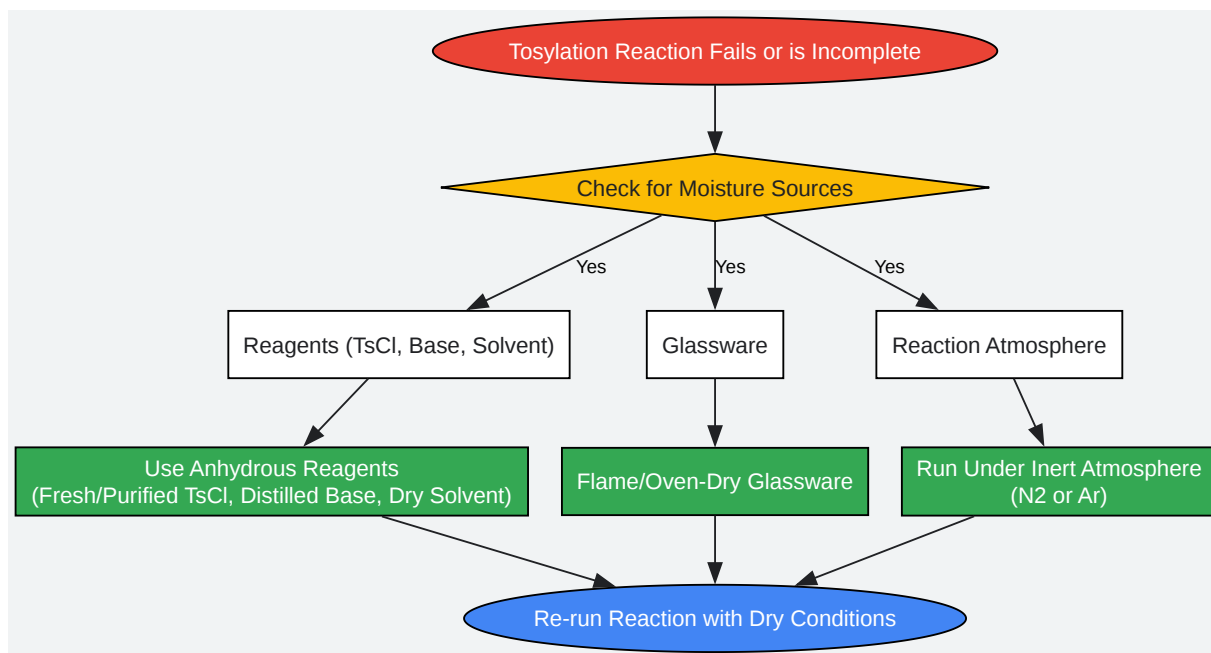 Tosylation Reaction Fails or is Incomplete
Check for Moisture Sources
Yes
Yes
Yes
Reagents (TsCl, Base, Solvent)
Glassware
Reaction Atmosphere
Use Anhydrous Reagents
(Fresh/Purified TsCl, Distilled Base, Dry Solvent)
Flame/Oven-Dry Glassware
Run Under Inert Atmosphere
(N2 or Ar)
Re-run Reaction with Dry Conditions